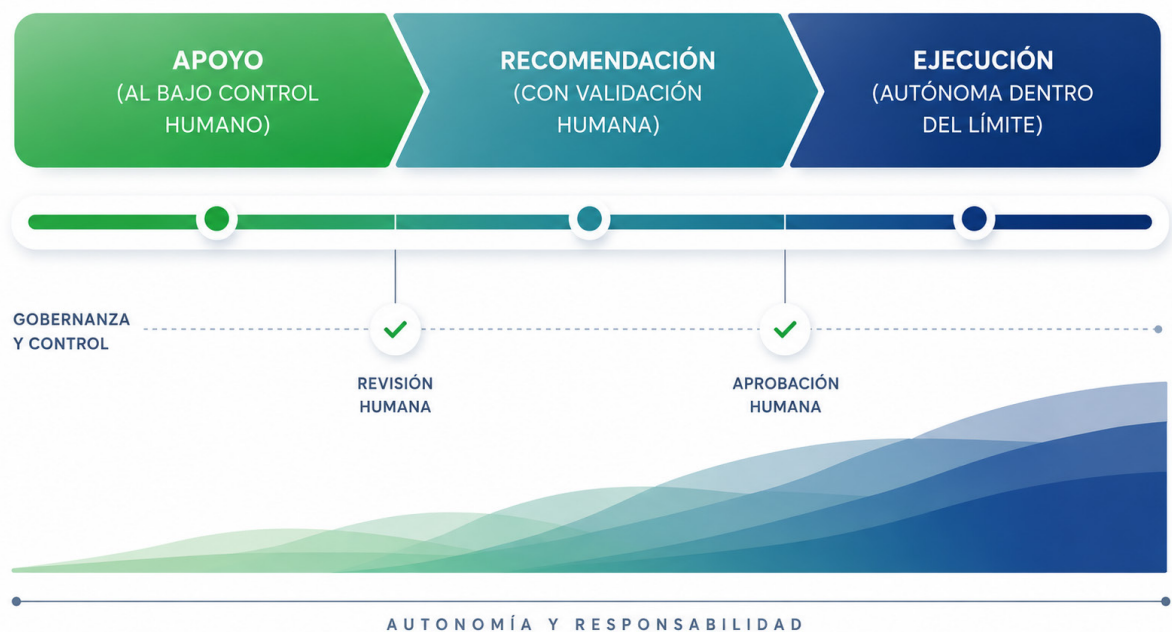 APOYO
(AL BAJO CONTROL
HUMANO)
RECOMENDACIÓN
(CON VALIDACIÓN
HUMANA)
EJECUCIÓN
(AUTÓNOMA DENTRO
DEL LÍMITE)
GOBERNANZA
Y CONTROL
REVISIÓN
HUMANA
APROBACIÓN
HUMANA
AUTONOMÍA Y RESPONSABILIDAD